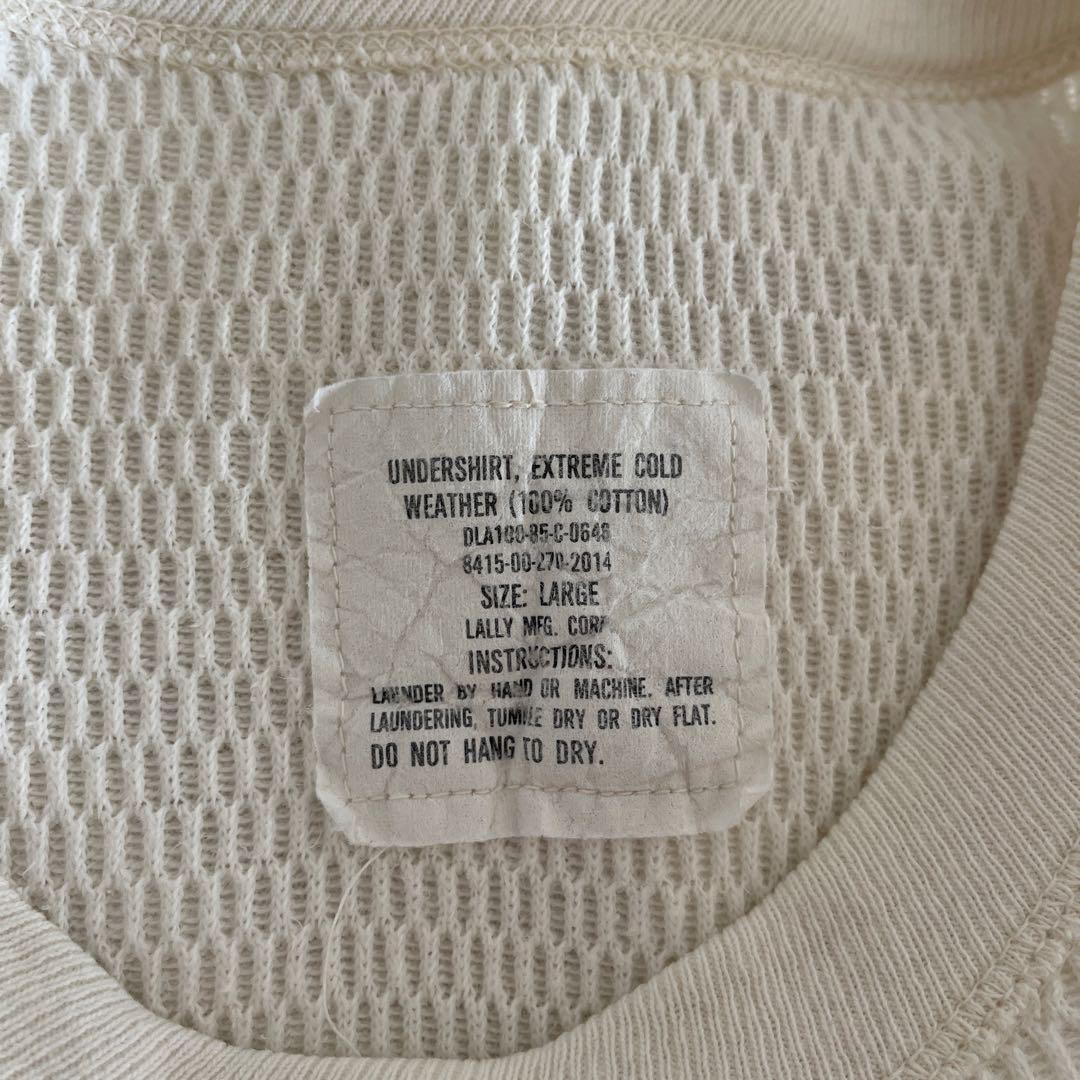 UNDERSHIRT, EXTREME COLD
WEATHER (100% COTTON)
DLA100-85-C-0646
8415-00-270-2014
SIZE: LARGE
LALLY MFG. CORP
INSTRUCTIONS:
LAUNDER BY HAND OR MACHINE. AFTER
LAUNDERING, TUMBLE DRY OR DRY FLAT.
DO NOT HANG TO DRY.